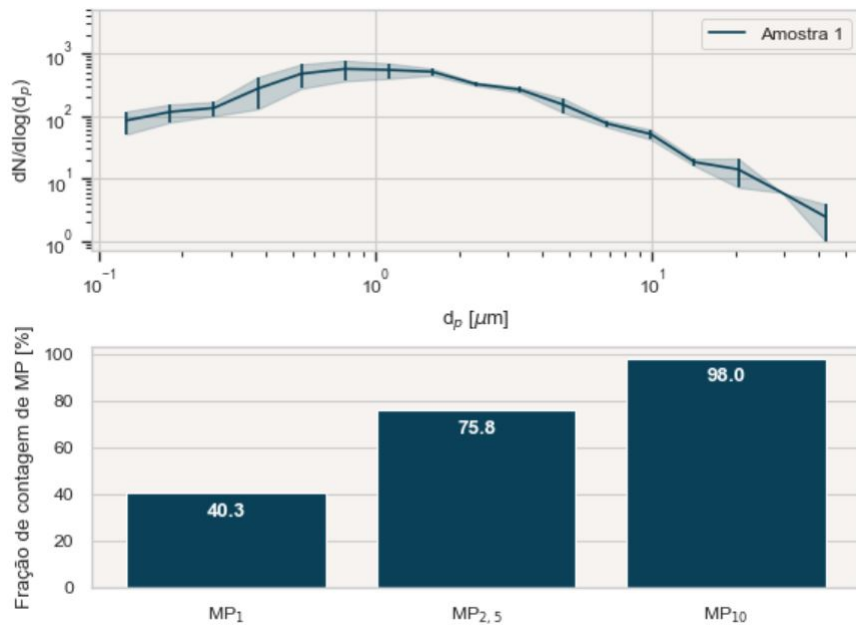 dN/dlog(dₚ)
10³
10²
10¹
10⁰
Amostra 1
10⁻¹
10⁰
10¹
dₚ [μm]
Fração de contagem de MP [%]
100
80
60
40
20
0
40.3
75.8
98.0
MP₁
MP₂,₅
MP₁₀